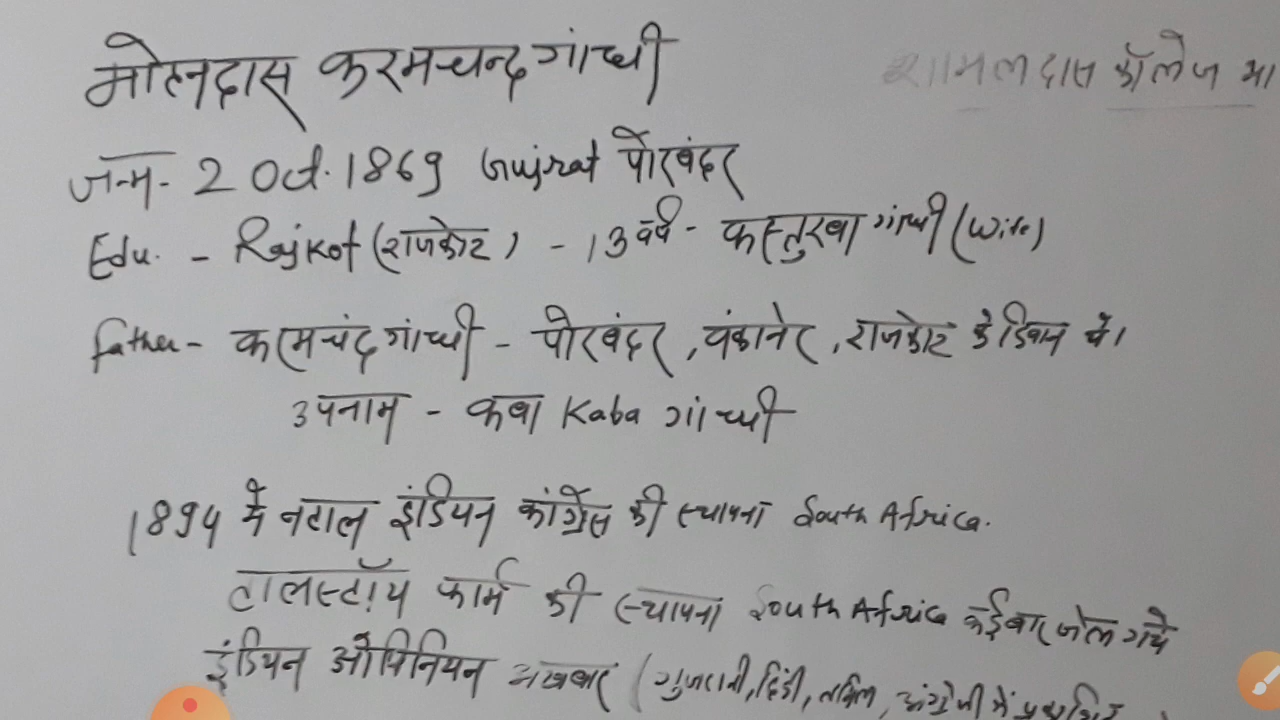 मोहनदास करमचन्द गांधी
शामलदास कॉलेज भा
जन्म- 2 Oct. 1869 Gujrat पोरबंदर
Edu. - Rajkot (राजकोट) - 13 वर्ष - कस्तुरबा गांधी (Wife)
father - करमचंद गांधी - पोरबंदर, वंकानेर, राजकोट के दिवान थे।
उपनाम - कबा Kaba गांधी
1894 में नटाल इंडियन कांग्रेस की स्थापना South Africa.
टालस्टॉय फार्म की स्थापना South Africa कई बार जेल गये
इंडियन ओपिनियन अखबार (गुजराती, हिंदी, तमिल, अंग्रेजी में